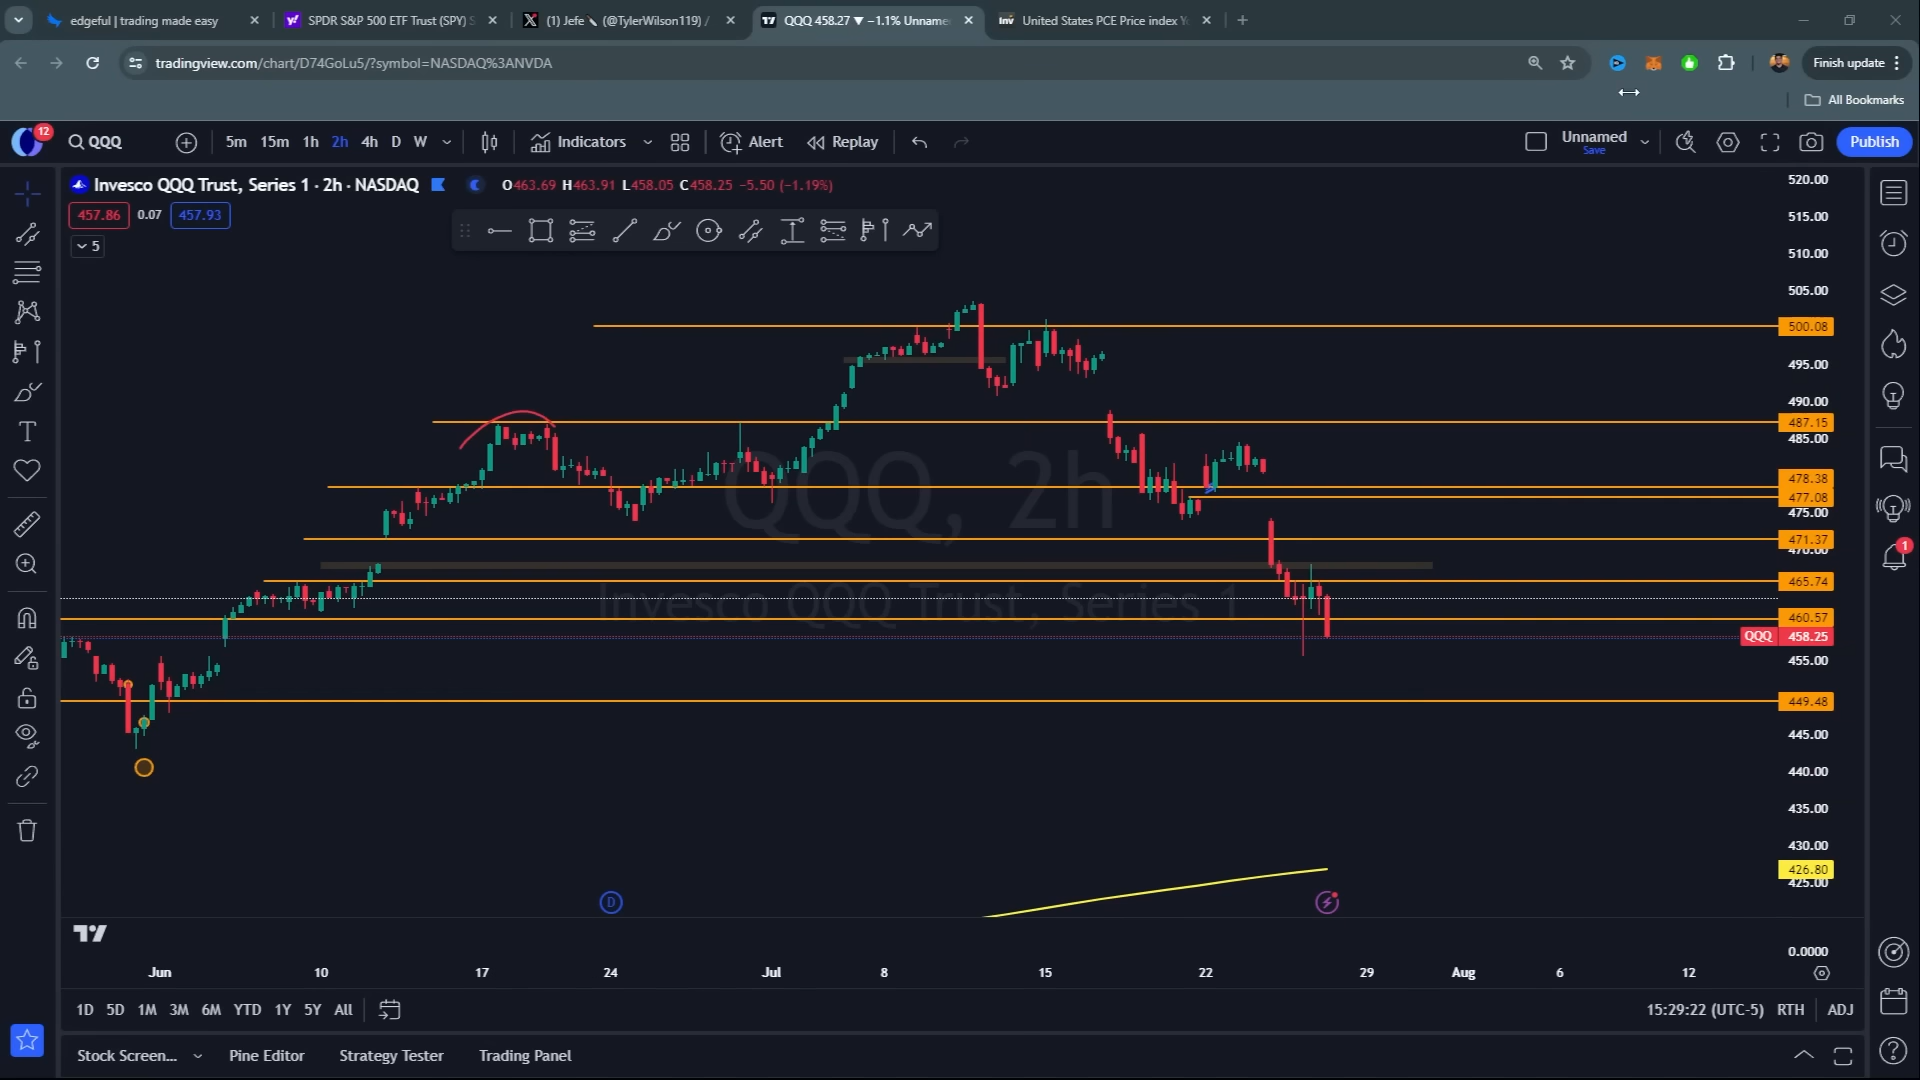 edgeful | trading made easy
SPDR S&P 500 ETF Trust (SPY) S
(1) Jefe (@TylerWilson119) /
QQQ 458.27 ▼ −1.1% Unname
Inv United States PCE Price index Y
tradingview.com/chart/D74GoLu5/?symbol=NASDAQ%3ANVDA
Finish update
All Bookmarks
12
QQQ
5m 15m 1h 2h 4h D W
Indicators
Alert
Replay
Unnamed
Save
Publish
Invesco QQQ Trust, Series 1 · 2h · NASDAQ
O463.69 H463.91 L458.05 C458.25 −5.50 (−1.19%)
457.86 0.07 457.93
5
QQQ, 2h
Invesco QQQ Trust, Series 1
520.00
515.00
510.00
505.00
500.08
495.00
490.00
487.15
485.00
478.38
477.08
475.00
471.37
470.00
465.74
460.57
QQQ 458.25
455.00
449.48
445.00
440.00
435.00
430.00
426.80
425.00
0.0000
1
D
Jun 10 17 24 Jul 8 15 22 29 Aug 6 12
1D 5D 1M 3M 6M YTD 1Y 5Y All
15:29:22 (UTC-5) RTH ADJ
Stock Screen... Pine Editor Strategy Tester Trading Panel